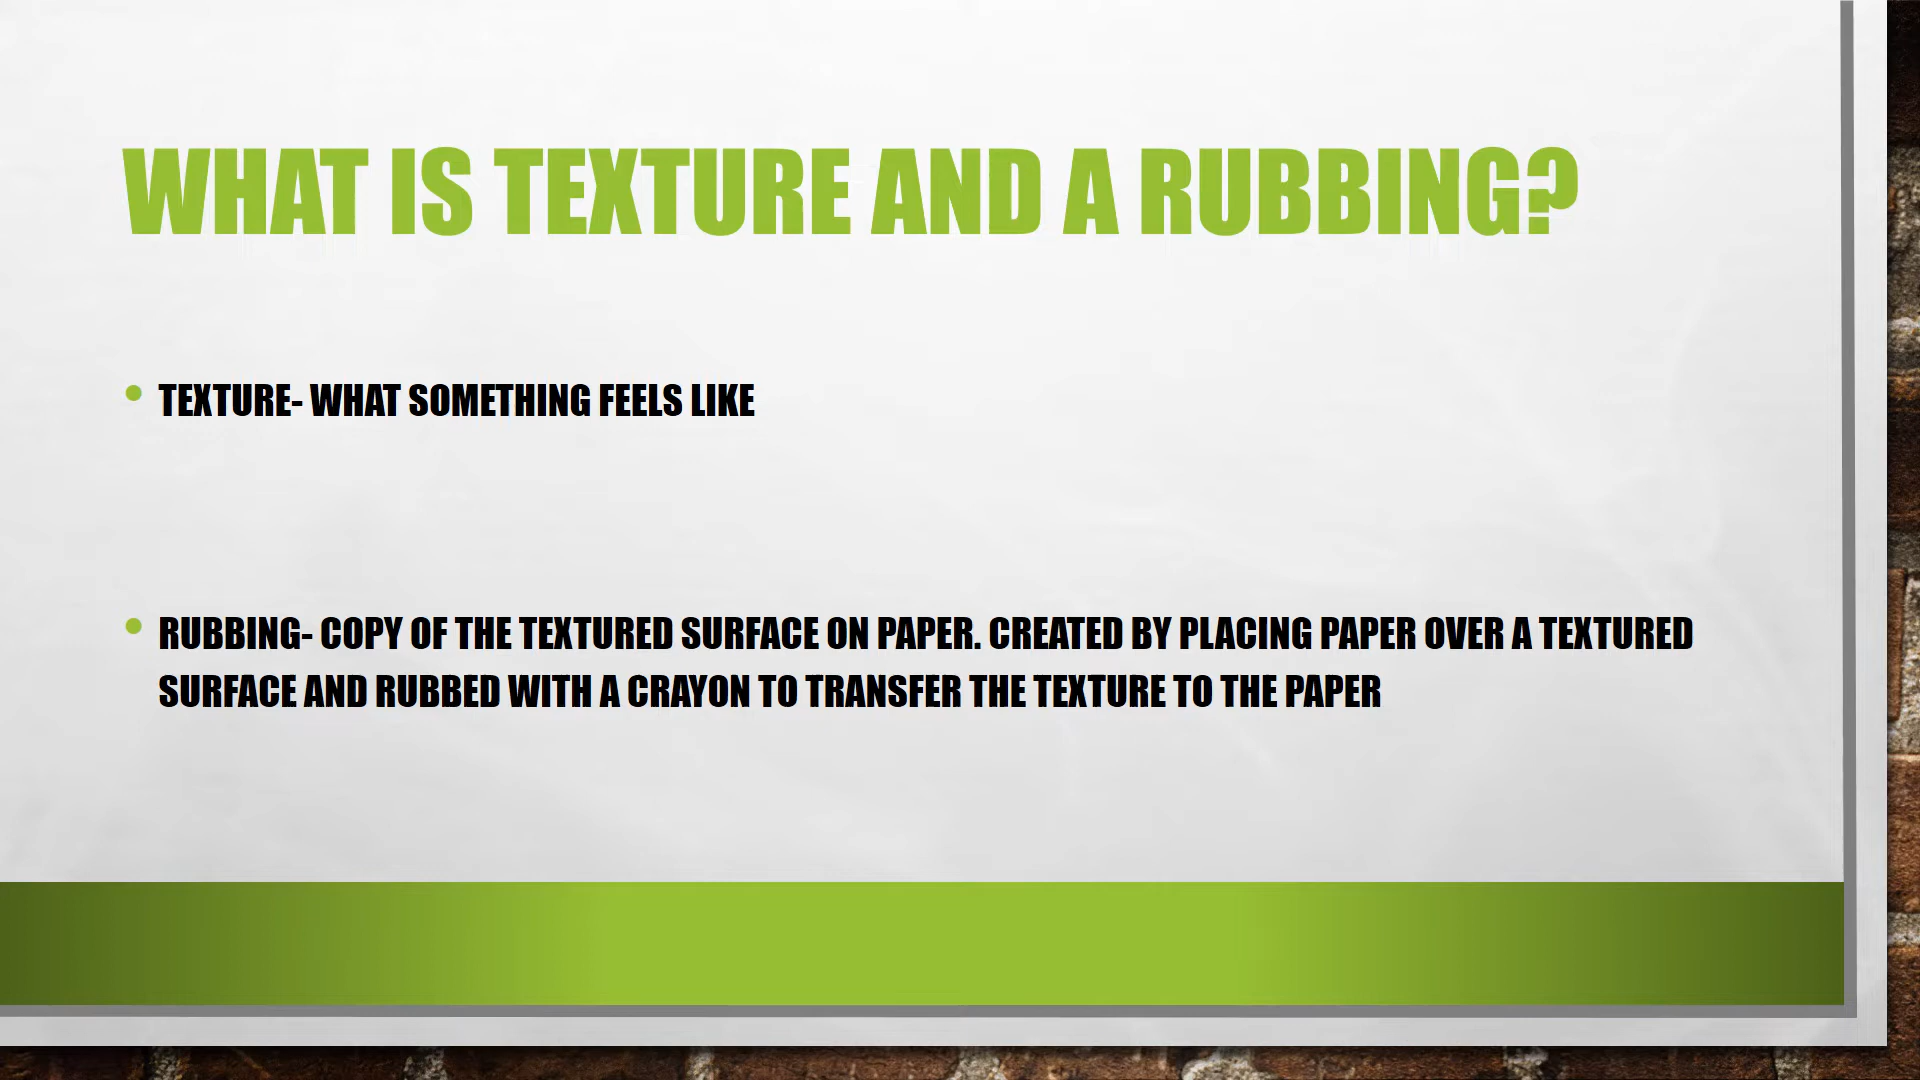 WHAT IS TEXTURE AND A RUBBING?
• TEXTURE- WHAT SOMETHING FEELS LIKE
• RUBBING- COPY OF THE TEXTURED SURFACE ON PAPER. CREATED BY PLACING PAPER OVER A TEXTURED
SURFACE AND RUBBED WITH A CRAYON TO TRANSFER THE TEXTURE TO THE PAPER